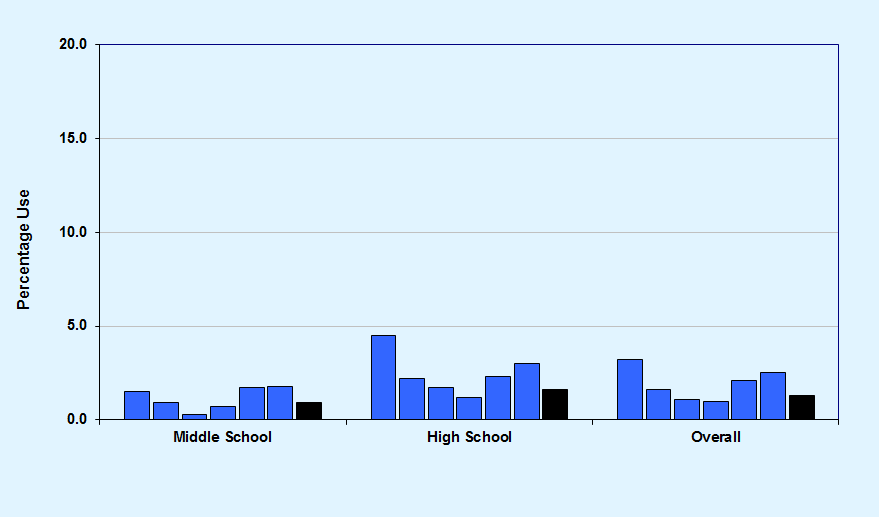 20.0
15.0
10.0
5.0
0.0
Percentage Use
Middle School
High School
Overall